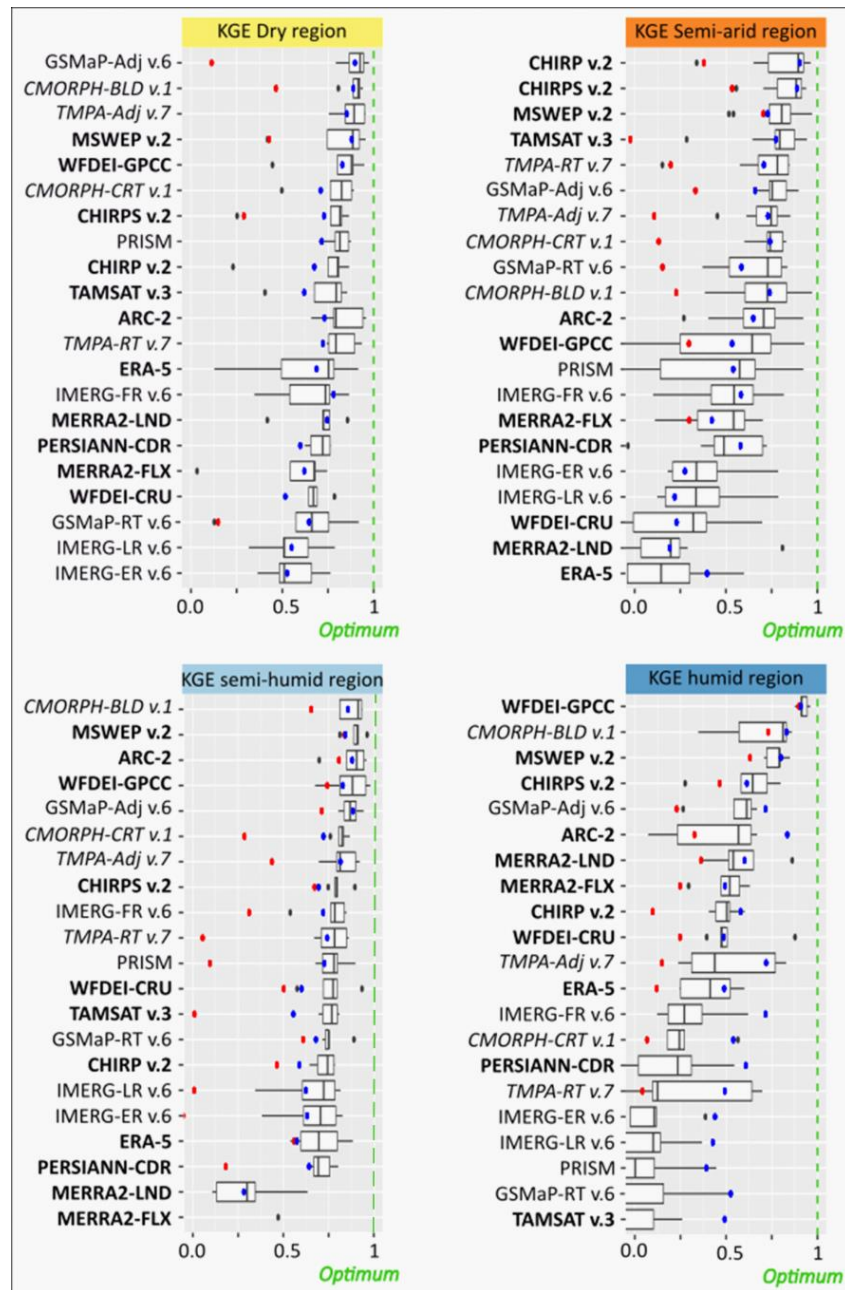 KGE Dry region
GSMaP-Adj v.6
CMORPH-BLD v.1
TMPA-Adj v.7
MSWEP v.2
WFDEI-GPCC
CMORPH-CRT v.1
CHIRPS v.2
PRISM
CHIRP v.2
TAMSAT v.3
ARC-2
TMPA-RT v.7
ERA-5
IMERG-FR v.6
MERRA2-LND
PERSIANN-CDR
MERRA2-FLX
WFDEI-CRU
GSMaP-RT v.6
IMERG-LR v.6
IMERG-ER v.6
0.0 0.5 1
Optimum
KGE Semi-arid region
CHIRP v.2
CHIRPS v.2
MSWEP v.2
TAMSAT v.3
TMPA-RT v.7
GSMaP-Adj v.6
TMPA-Adj v.7
CMORPH-CRT v.1
GSMaP-RT v.6
CMORPH-BLD v.1
ARC-2
WFDEI-GPCC
PRISM
IMERG-FR v.6
MERRA2-FLX
PERSIANN-CDR
IMERG-ER v.6
IMERG-LR v.6
WFDEI-CRU
MERRA2-LND
ERA-5
0.0 0.5 1
Optimum
KGE semi-humid region
CMORPH-BLD v.1
MSWEP v.2
ARC-2
WFDEI-GPCC
GSMaP-Adj v.6
CMORPH-CRT v.1
TMPA-Adj v.7
CHIRPS v.2
IMERG-FR v.6
TMPA-RT v.7
PRISM
WFDEI-CRU
TAMSAT v.3
GSMaP-RT v.6
CHIRP v.2
IMERG-LR v.6
IMERG-ER v.6
ERA-5
PERSIANN-CDR
MERRA2-LND
MERRA2-FLX
0.0 0.5 1
Optimum
KGE humid region
WFDEI-GPCC
CMORPH-BLD v.1
MSWEP v.2
CHIRPS v.2
GSMaP-Adj v.6
ARC-2
MERRA2-LND
MERRA2-FLX
CHIRP v.2
WFDEI-CRU
TMPA-Adj v.7
ERA-5
IMERG-FR v.6
CMORPH-CRT v.1
PERSIANN-CDR
TMPA-RT v.7
IMERG-ER v.6
IMERG-LR v.6
PRISM
GSMaP-RT v.6
TAMSAT v.3
0.0 0.5 1
Optimum